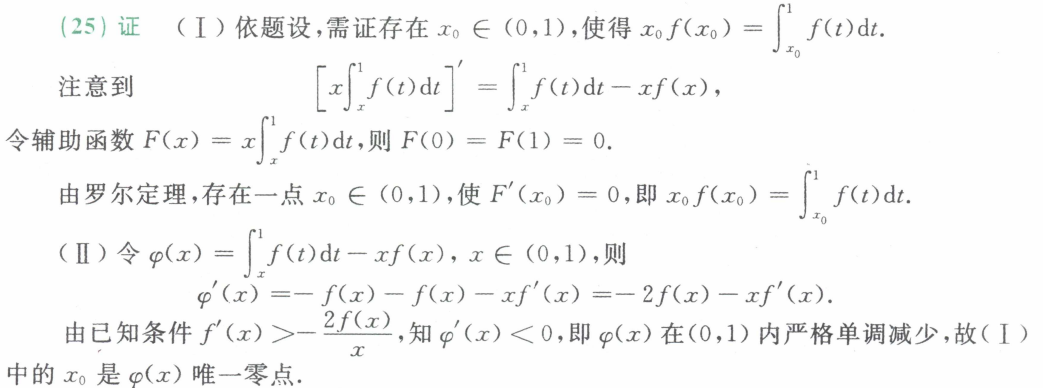 (25) 证 (Ⅰ)依题设,需证存在 x₀ ∈ (0,1),使得 x₀f(x₀) = ∫_{x₀}^{1} f(t)dt.
注意到 [x∫_{x}^{1} f(t)dt]′ = ∫_{x}^{1} f(t)dt − xf(x),
令辅助函数 F(x) = x∫_{x}^{1} f(t)dt,则 F(0) = F(1) = 0.
由罗尔定理,存在一点 x₀ ∈ (0,1),使 F′(x₀) = 0,即 x₀f(x₀) = ∫_{x₀}^{1} f(t)dt.
(Ⅱ)令 φ(x) = ∫_{x}^{1} f(t)dt − xf(x), x ∈ (0,1),则
φ′(x) =− f(x) − f(x) − xf′(x) =− 2f(x) − xf′(x).
由已知条件 f′(x) >− \frac{2f(x)}{x},知 φ′(x) < 0,即 φ(x) 在(0,1) 内严格单调减少,故(Ⅰ)
中的 x₀ 是 φ(x) 唯一零点.